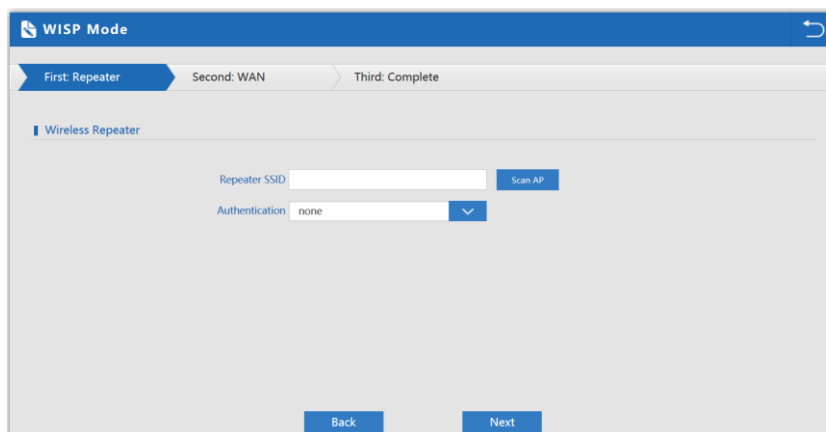 WISP Mode
First: Repeater Second: WAN Third: Complete
Wireless Repeater
Repeater SSID Scan AP
Authentication none
Back Next